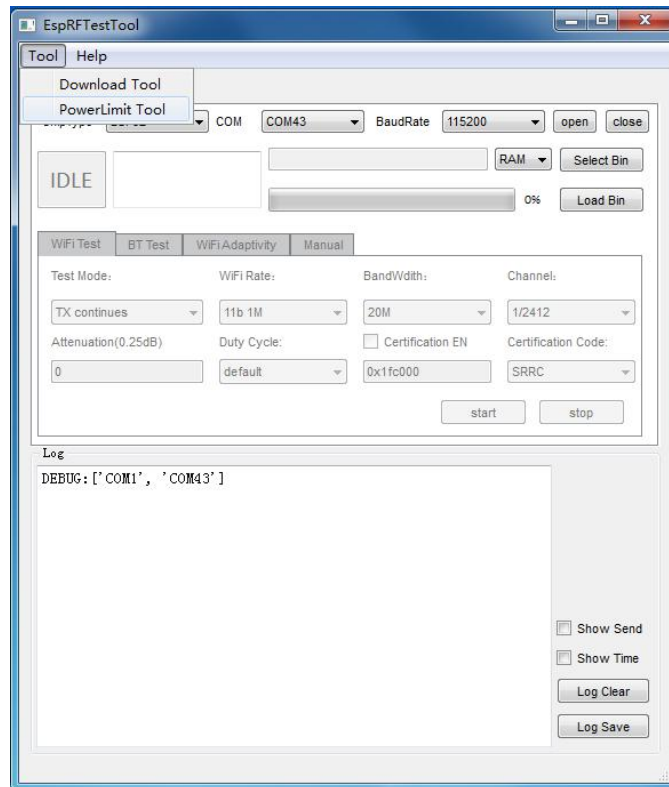 EspRFTestTool
Tool Help
Download Tool
PowerLimit Tool
COM COM43 BaudRate 115200 open close
IDLE RAM Select Bin
0% Load Bin
WiFi Test BT Test WiFi Adaptivity Manual
Test Mode: WiFi Rate: BandWdith: Channel:
TX continues 11b 1M 20M 1/2412
Attenuation(0.25dB) Duty Cycle: Certification EN Certification Code:
0 default 0x1fc000 SRRC
start stop
Log
DEBUG:['COM1', 'COM43']
Show Send
Show Time
Log Clear
Log Save